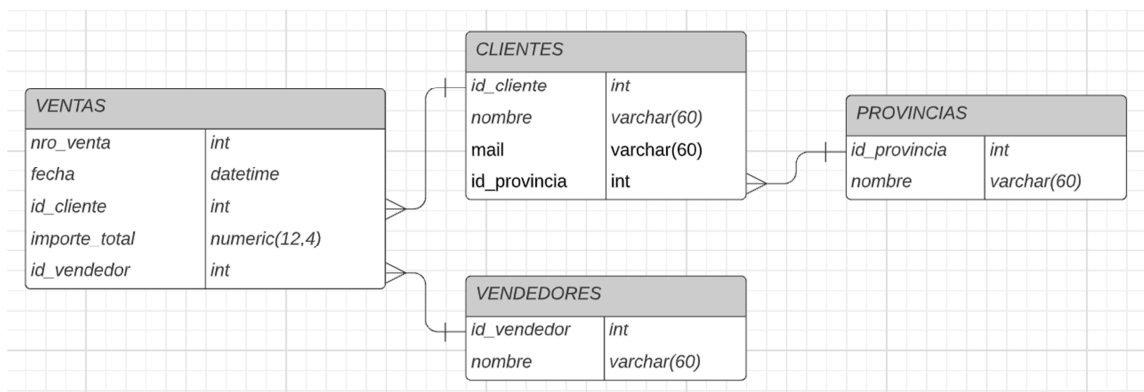 VENTAS
nro_venta int
fecha datetime
id_cliente int
importe_total numeric(12,4)
id_vendedor int
CLIENTES
id_cliente int
nombre varchar(60)
mail varchar(60)
id_provincia int
VENDEDORES
id_vendedor int
nombre varchar(60)
PROVINCIAS
id_provincia int
nombre varchar(60)